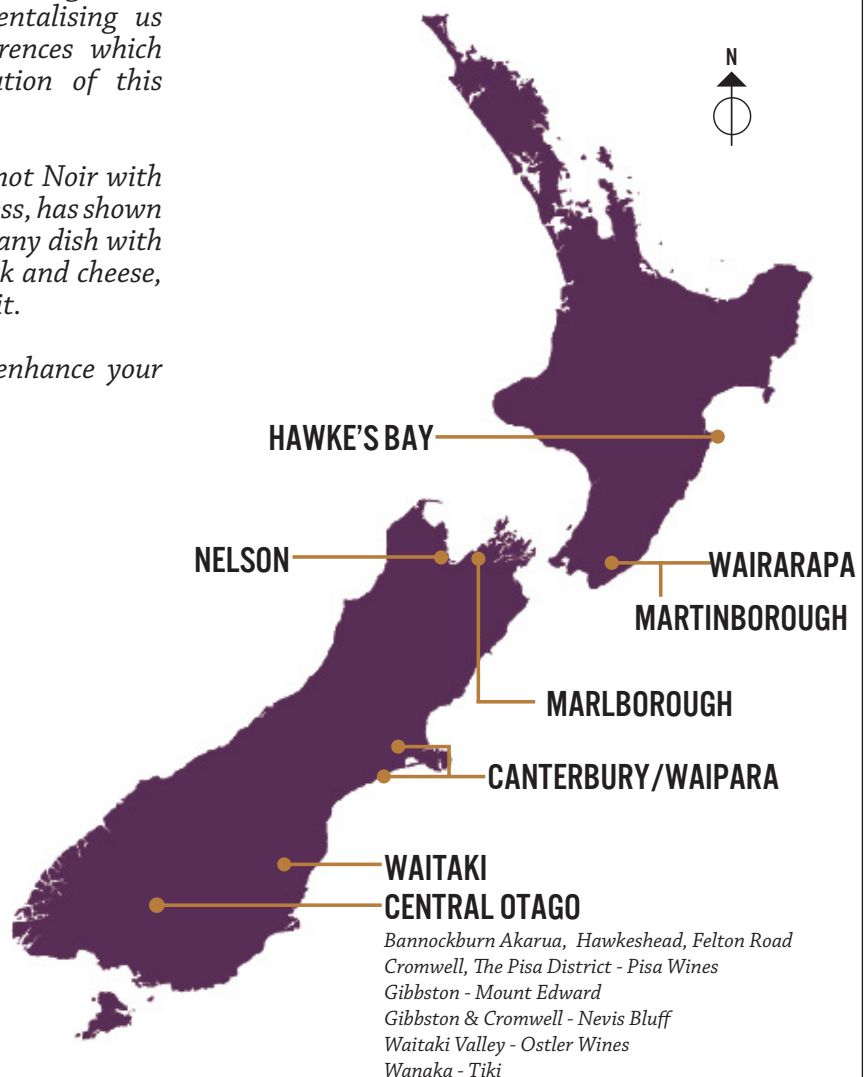 entalising us
rences which
tion of this
not Noir with
ss, has shown
any dish with
k and cheese,
it.
enhance your
N
HAWKE'S BAY
NELSON
WAIRARAPA
MARTINBOROUGH
MARLBOROUGH
CANTERBURY/WAIPARA
WAITAKI
CENTRAL OTAGO
Bannockburn Akarua, Hawkeshead, Felton Road
Cromwell, The Pisa District - Pisa Wines
Gibbston - Mount Edward
Gibbston & Cromwell - Nevis Bluff
Waitaki Valley - Ostler Wines
Wanaka - Tiki